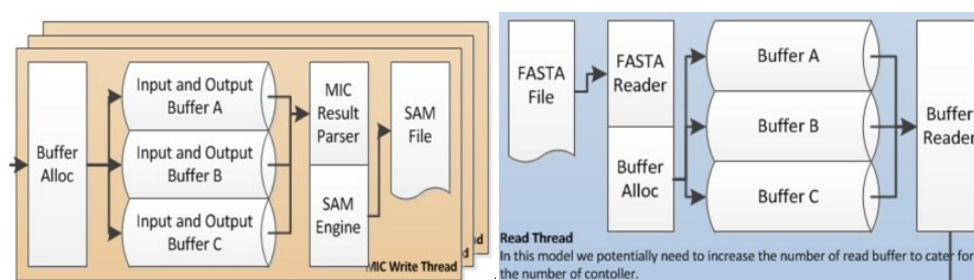 Buffer
Alloc
Input and Output
Buffer A
Input and Output
Buffer B
Input and Output
Buffer C
MIC
Result
Parser
SAM
Engine
SAM
File
MIC Write Thread
d
d
FASTA
File
FASTA
Reader
Buffer
Alloc
Buffer A
Buffer B
Buffer C
Buffer
Reader
Read Thread
In this model we potentially need to increase the number of read buffer to cater for
the number of contoller.